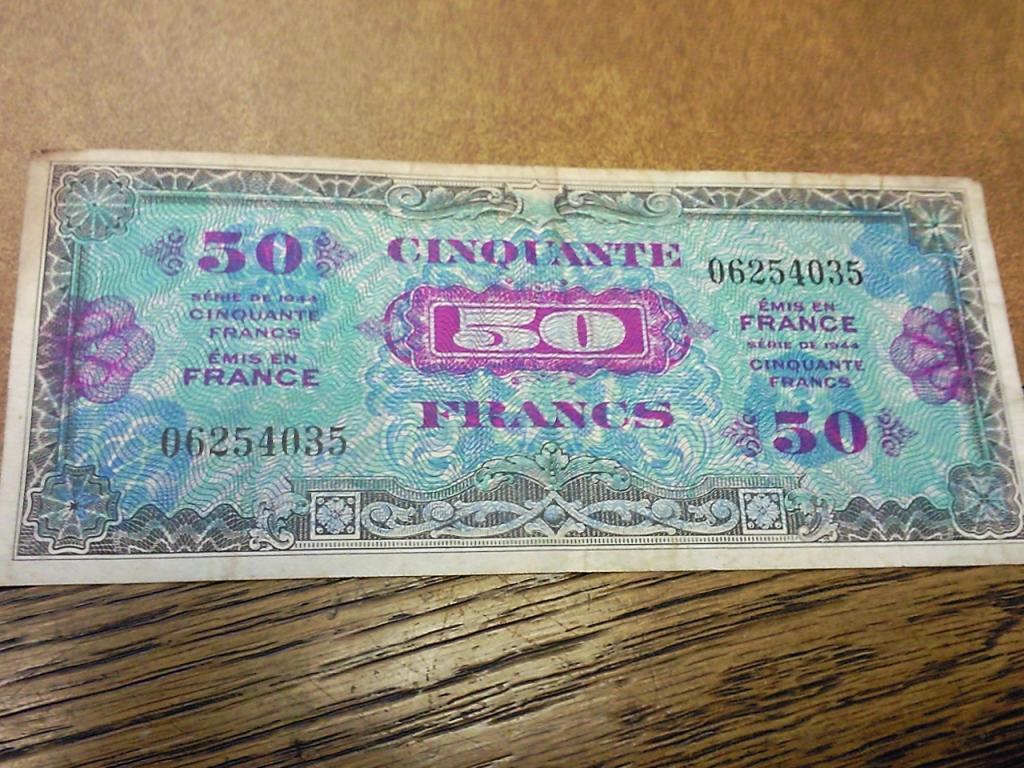 50
CINQUANTE
06254035
SÉRIE DE 1944
CINQUANTE
FRANCS
ÉMIS EN
FRANCE
50
ÉMIS EN
FRANCE
SÉRIE DE 1944
CINQUANTE
FRANCS
06254035
FRANCS
50